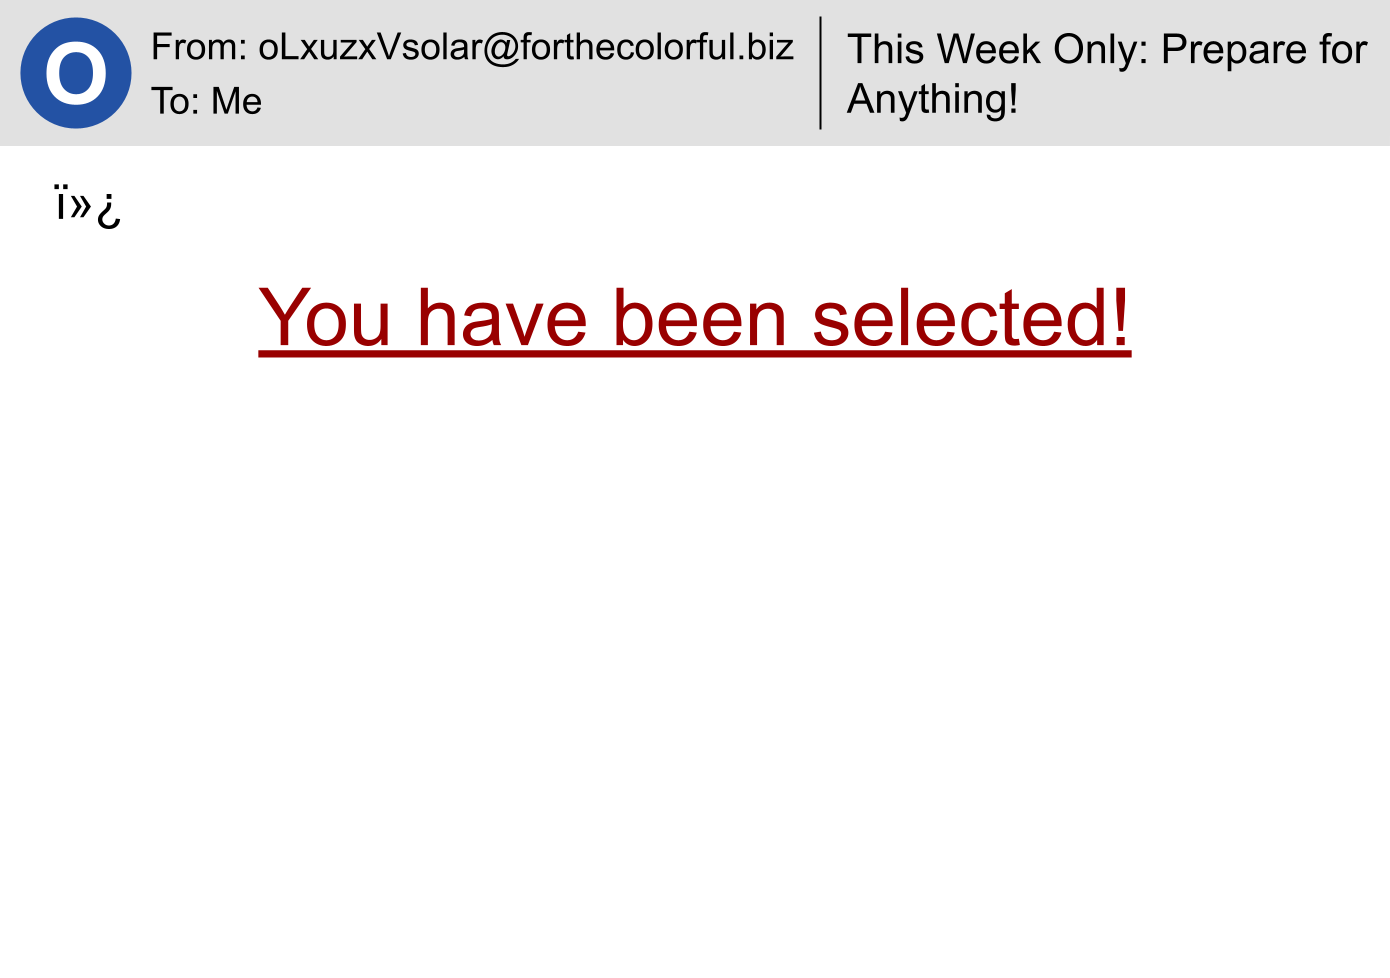 O
From: oLxuzxVsolar@forthecolorful.biz
To: Me
This Week Only: Prepare for
Anything!
ï»¿
You have been selected!